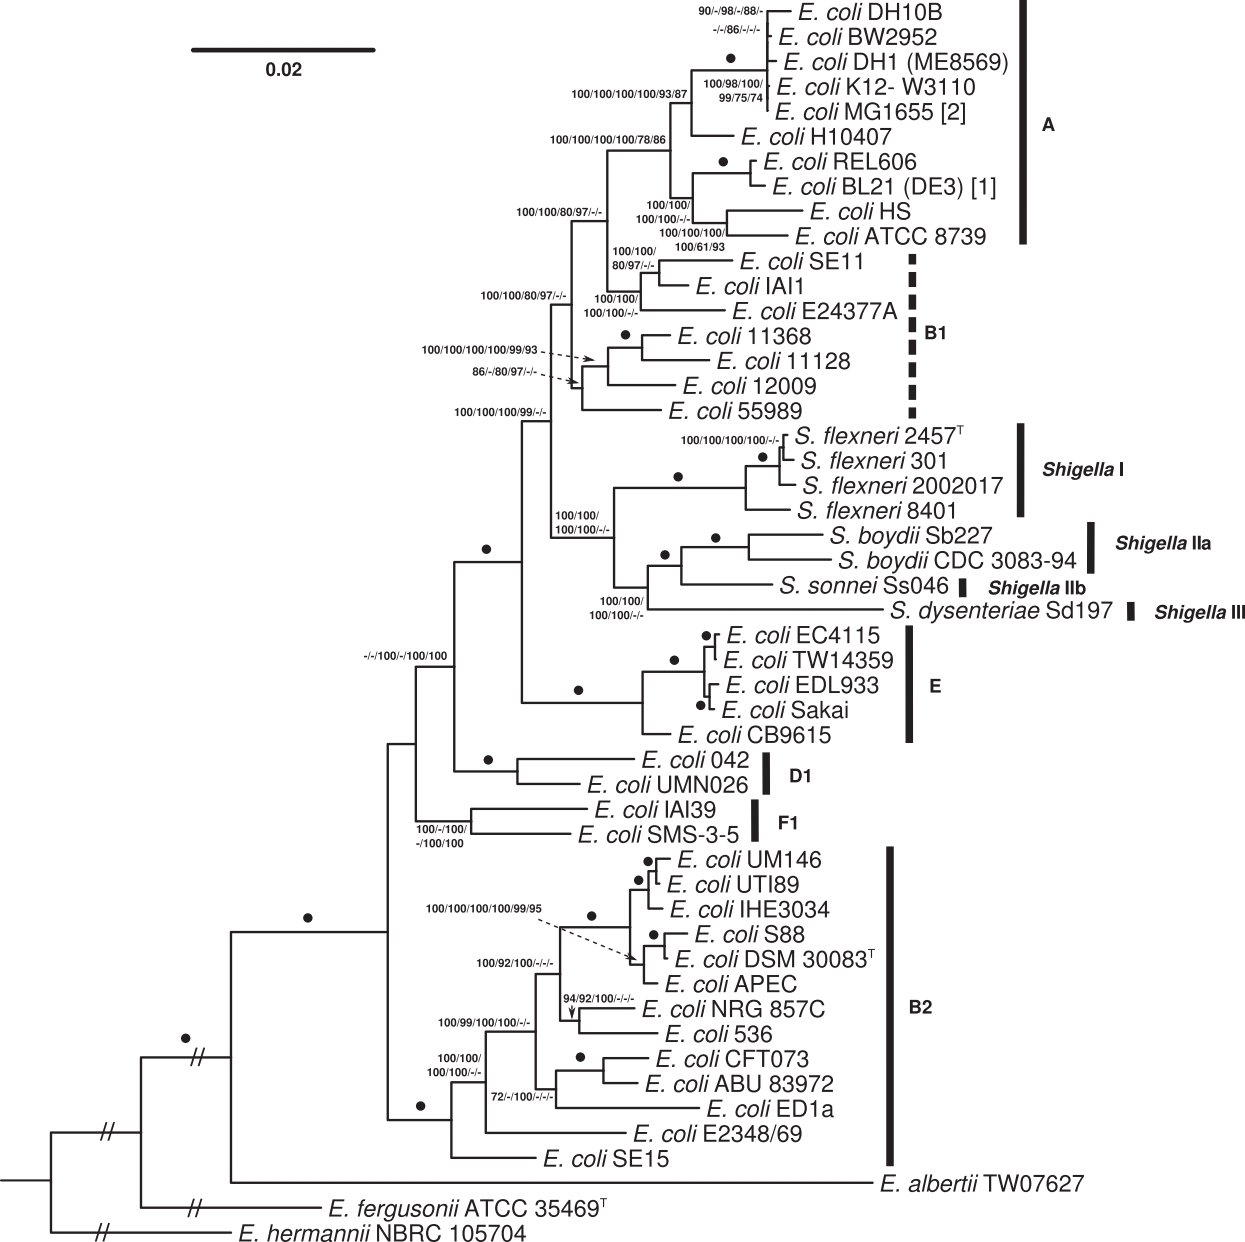 90/-/98/-/88/-
E. coli DH10B
-/-/86/-/-/-
E. coli BW2952
0.02
E. coli DH1 (ME8569)
100/98/100/
99/75/74
E. coli K12- W3110
100/100/100/100/93/87
E. coli MG1655 [2]
A
E. coli H10407
100/100/100/100/78/86
E. coli REL606
E. coli BL21 (DE3) [1]
100/100/
100/100/-/-
E. coli HS
100/100/80/97/-/-
100/100/100/
100/61/93
E. coli ATCC 8739
100/100/
80/97/-/-
E. coli SE11
E. coli IAI1
100/100/80/97/-/-
100/100/
100/100/-/-
E. coli E24377A
B1
E. coli 11368
100/100/100/100/99/93
E. coli 11128
86/-/80/97/-/-
E. coli 12009
100/100/100/99/-/-
E. coli 55989
100/100/100/100/-/-
S. flexneri 2457T
S. flexneri 301
Shigella I
S. flexneri 2002017
S. flexneri 8401
100/100/
100/100/-/-
S. boydii Sb227
Shigella IIa
S. boydii CDC 3083-94
S. sonnei Ss046
Shigella IIb
100/100/
100/100/-/-
S. dysenteriae Sd197
Shigella III
E. coli EC4115
-/-/100/-/100/100
E. coli TW14359
E. coli EDL933
E
E. coli Sakai
E. coli CB9615
E. coli 042
D1
E. coli UMN026
E. coli IAI39
F1
100/-/100/
-/100/100
E. coli SMS-3-5
E. coli UM146
E. coli UTI89
100/100/100/100/99/95
E. coli IHE3034
E. coli S88
100/92/100/-/-/-
E. coli DSM 30083T
E. coli APEC
94/92/100/-/-/-
E. coli NRG 857C
B2
100/99/100/100/-/-
E. coli 536
100/100/
100/100/-/-
E. coli CFT073
E. coli ABU 83972
72/-/100/-/-/-
E. coli ED1a
E. coli E2348/69
E. coli SE15
E. albertii TW07627
E. fergusonii ATCC 35469T
E. hermannii NBRC 105704